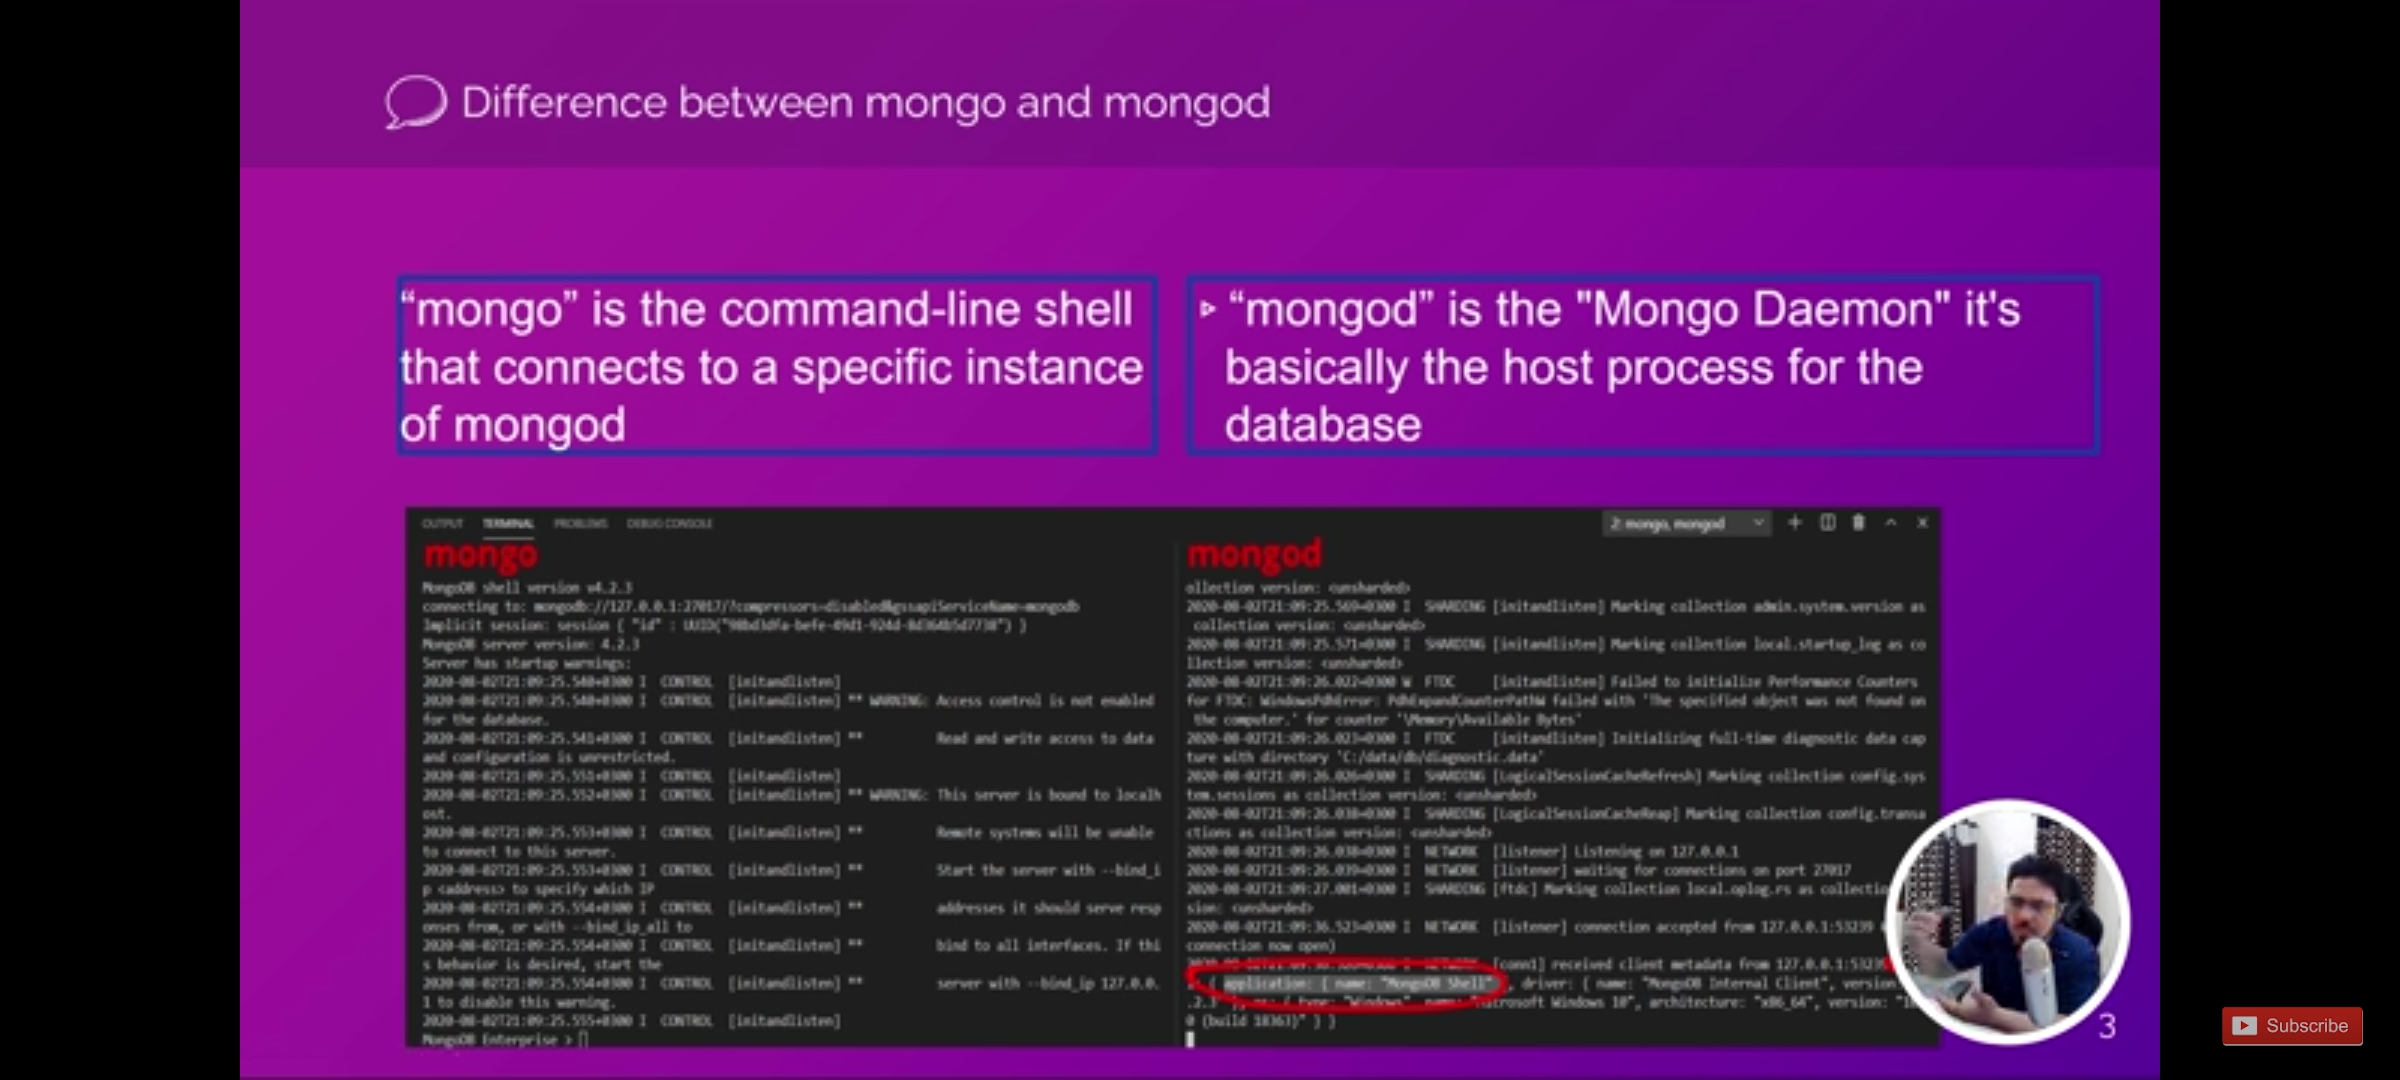 Difference between mongo and mongod
“mongo” is the command-line shell
that connects to a specific instance
of mongod
“mongod” is the "Mongo Daemon" it's
basically the host process for the
database
OUTPUT TERMINAL PROBLEMS DEBUG CONSOLE
2: mongo, mongod
mongo
MongoDB shell version v4.2.3
connecting to: mongodb://127.0.0.1:27017/?compressors=disabled&gssapiServiceName=mongodb
Implicit session: session { "id" : }
MongoDB server version: 4.2.3
Server has startup warnings:
2020-08-02T21:09:25.540+0300 I CONTROL [initandlisten]
2020-08-02T21:09:25.540+0300 I CONTROL [initandlisten] ** WARNING: Access control is not enabled
for the database.
2020-08-02T21:09:25.541+0300 I CONTROL [initandlisten] ** Read and write access to data
and configuration is unrestricted.
2020-08-02T21:09:25.551+0300 I CONTROL [initandlisten]
2020-08-02T21:09:25.552+0300 I CONTROL [initandlisten] ** WARNING: This server is bound to localh
ost.
2020-08-02T21:09:25.553+0300 I CONTROL [initandlisten] ** Remote systems will be unable
to connect to this server.
2020-08-02T21:09:25.553+0300 I CONTROL [initandlisten] ** Start the server with --bind_i
p <address> to specify which IP
2020-08-02T21:09:25.554+0300 I CONTROL [initandlisten] ** addresses it should serve resp
onses from, or with --bind_ip_all to
2020-08-02T21:09:25.554+0300 I CONTROL [initandlisten] ** bind to all interfaces. If thi
s behavior is desired, start the
2020-08-02T21:09:25.554+0300 I CONTROL [initandlisten] ** server with --bind_ip 127.0.0.
1 to disable this warning.
2020-08-02T21:09:25.555+0300 I CONTROL [initandlisten]
MongoDB Enterprise >
mongod
ollection version: <unsharded>
2020-08-02T21:09:25.569+0300 I SHARDING [initandlisten] Marking collection admin.system.version as
collection version: <unsharded>
2020-08-02T21:09:25.571+0300 I SHARDING [initandlisten] Marking collection local.startup_log as co
llection version: <unsharded>
2020-08-02T21:09:26.022+0300 W FTDC [initandlisten] Failed to initialize Performance Counters
for FTDC: WindowsPdhError: PdhExpandCounterPathW failed with 'The specified object was not found on
the computer.' for counter '\Memory\Available Bytes'
2020-08-02T21:09:26.023+0300 I FTDC [initandlisten] Initializing full-time diagnostic data cap
ture with directory 'C:/data/db/diagnostic.data'
2020-08-02T21:09:26.026+0300 I SHARDING [LogicalSessionCacheRefresh] Marking collection config.sys
tem.sessions as collection version: <unsharded>
2020-08-02T21:09:26.038+0300 I SHARDING [LogicalSessionCacheReap] Marking collection config.transa
ctions as collection version: <unsharded>
2020-08-02T21:09:26.038+0300 I NETWORK [listener] Listening on 127.0.0.1
2020-08-02T21:09:26.039+0300 I NETWORK [listener] waiting for connections on port 27017
2020-08-02T21:09:27.001+0300 I SHARDING [ftdc] Marking collection local.oplog.rs as collectio
sion: <unsharded>
2020-08-02T21:09:36.523+0300 I NETWORK [listener] connection accepted from 127.0.0.1:53239
connection now open)
NETWORK [conn1] received client metadata from 127.0.0.1:5323
application: { name: "MongoDB Shell" }, driver: { name: "MongoDB Internal Client", version
.2.3" }, os: { type: "Windows", name: "Microsoft Windows 10", architecture: "x86_64", version: "1
0 (build 18363)" } }
3
Subscribe